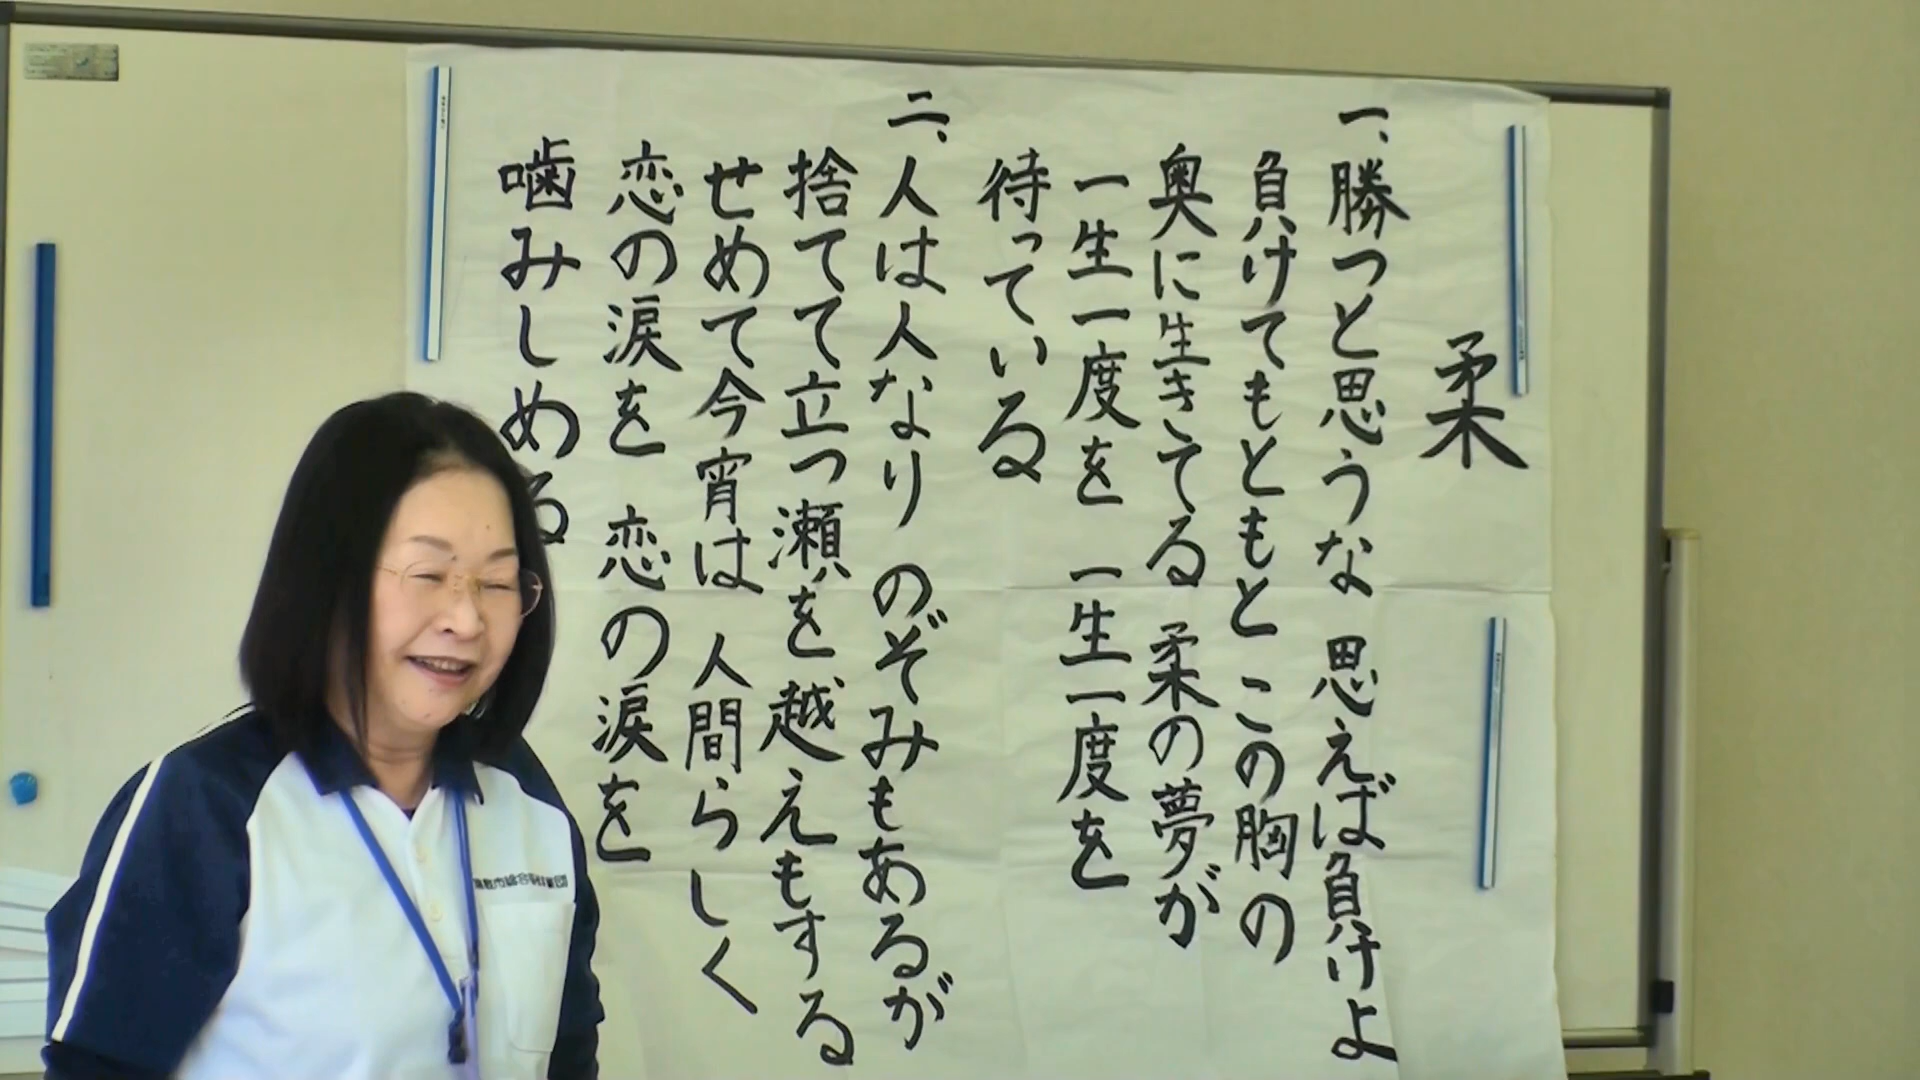 柔
一、勝つと思うな 思えば負けよ
負けてもともと この胸の
奥に生きてる 柔の夢が
一生一度を 一生一度を
待っている
二、人は人なり のぞみもあるが
捨てて立つ瀬を 越えもする
せめて今宵は 人間らしく
恋の涙を 恋の涙を
噛みしめる